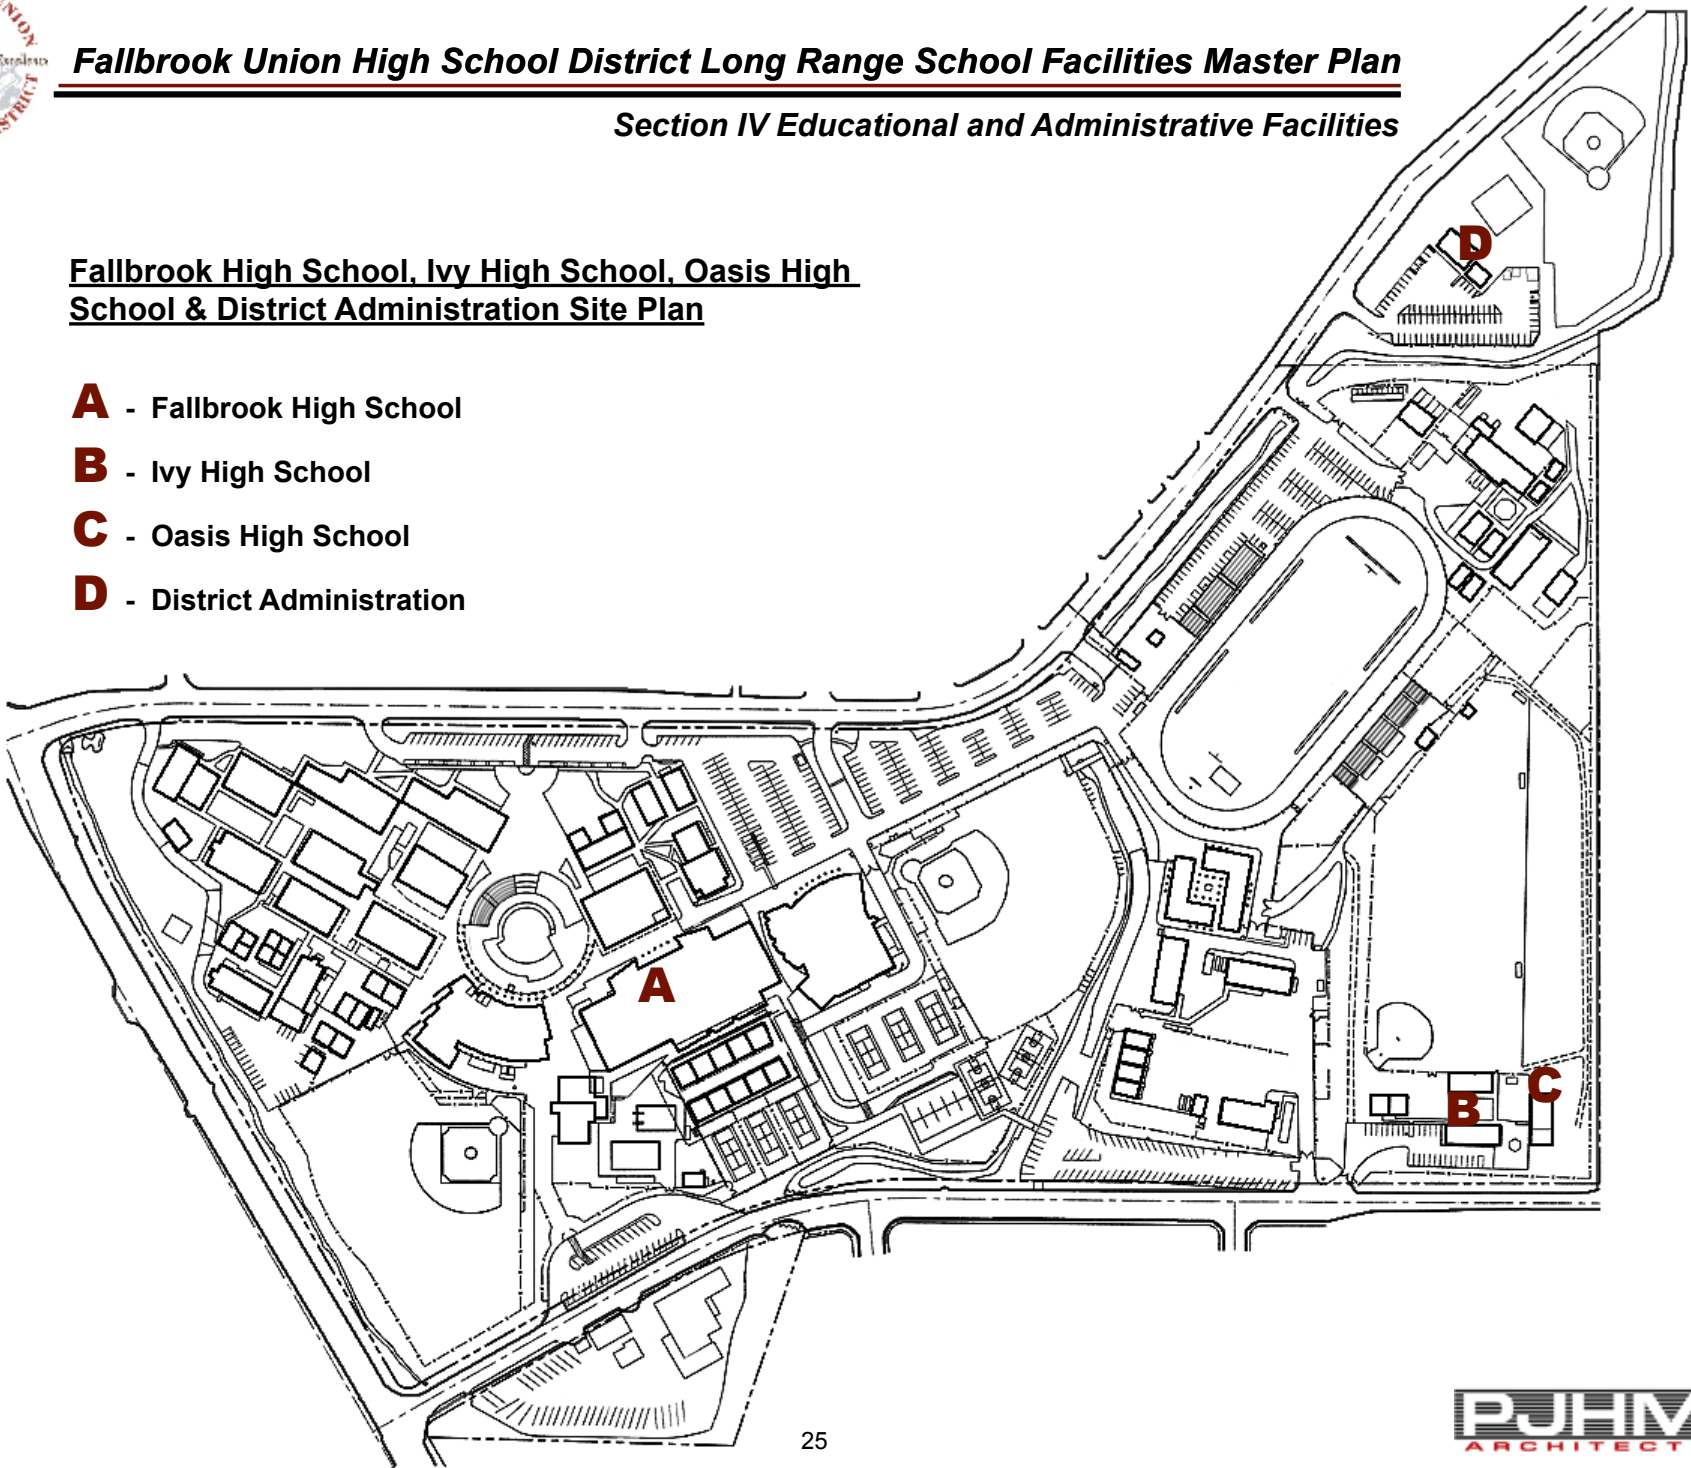 UNION
DISTRICT
Fallbrook Union High School District Long Range School Facilities Master Plan
Section IV Educational and Administrative Facilities
Fallbrook High School, Ivy High School, Oasis High
School & District Administration Site Plan
A - Fallbrook High School
B - Ivy High School
C - Oasis High School
D - District Administration
D
A
B
C
25
PJHM
ARCHITECT